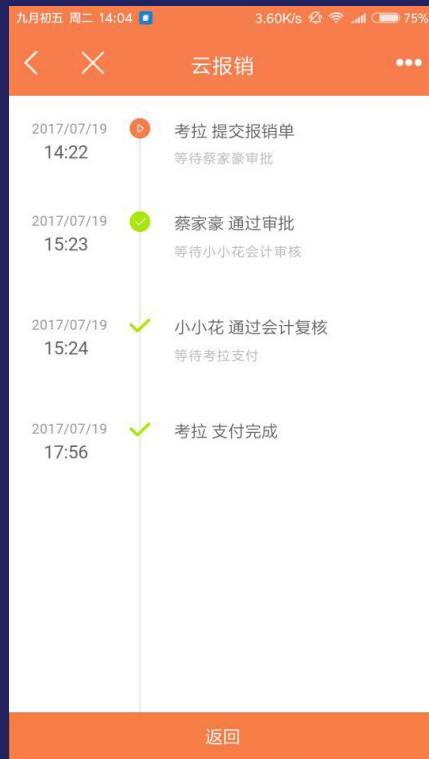 九月初五 周二 14:04 3.60K/s 75%
云报销
2017/07/19
14:22
考拉 提交报销单
等待蔡家豪审批
2017/07/19
15:23
蔡家豪 通过审批
等待小小花会计审核
2017/07/19
15:24
小小花 通过会计复核
等待考拉支付
2017/07/19
17:56
考拉 支付完成
返回